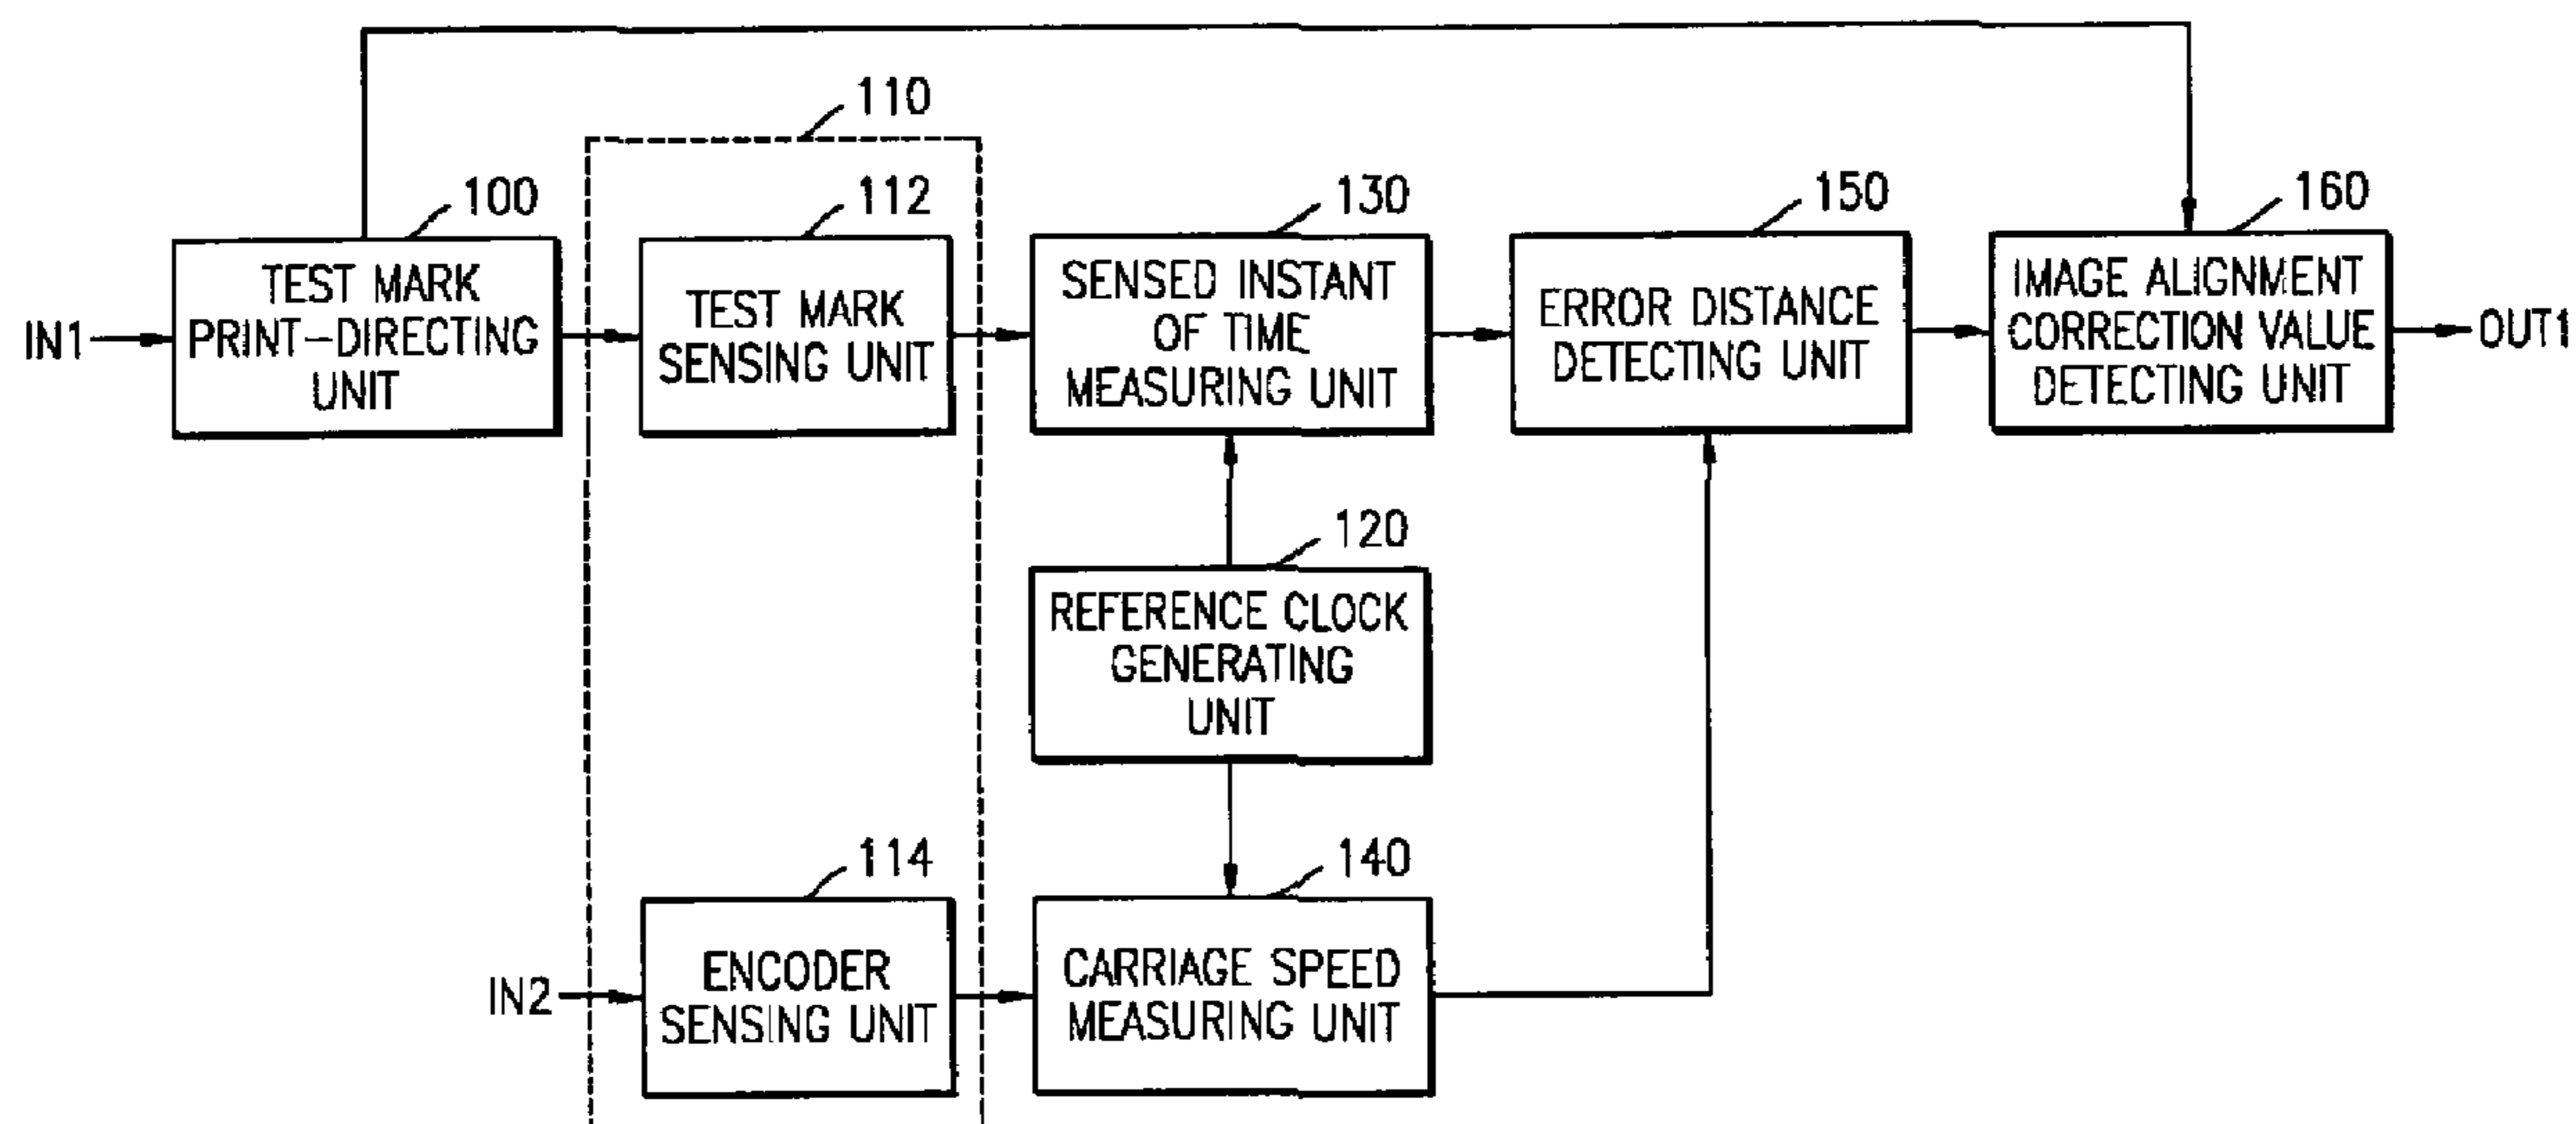 110
100
112
130
150
160
IN1
TEST MARK
PRINT-DIRECTING
UNIT
TEST MARK
SENSING UNIT
SENSED INSTANT
OF TIME
MEASURING UNIT
ERROR DISTANCE
DETECTING UNIT
IMAGE ALIGNMENT
CORRECTION VALUE
DETECTING UNIT
OUT1
120
REFERENCE CLOCK
GENERATING
UNIT
114
140
IN2
ENCODER
SENSING UNIT
CARRIAGE SPEED
MEASURING UNIT